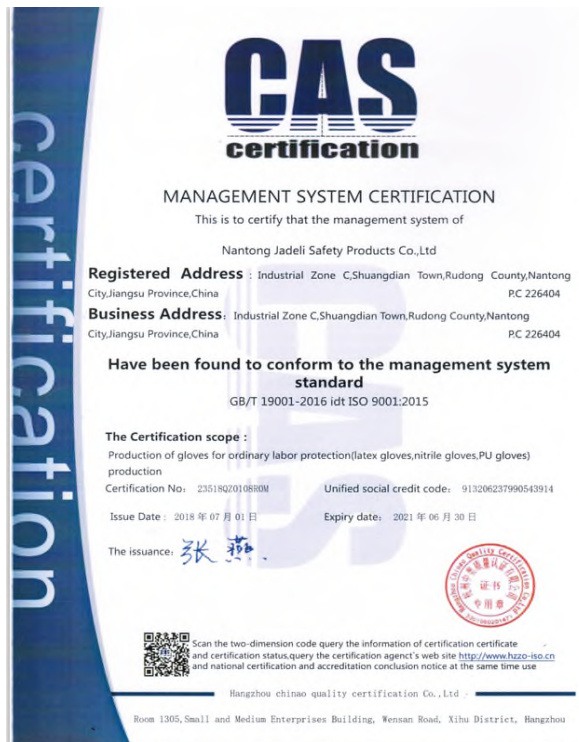 certification
CAS
certification
MANAGEMENT SYSTEM CERTIFICATION
This is to certify that the management system of
Nantong Jadeli Safety Products Co.,Ltd
Registered Address : Industrial Zone C,Shuangdian Town,Rudong County,Nantong
City,Jiangsu Province,China P.C 226404
Business Address: Industrial Zone C,Shuangdian Town,Rudong County,Nantong
City,Jiangsu Province,China P.C 226404
Have been found to conform to the management system
standard
GB/T 19001-2016 idt ISO 9001:2015
The Certification scope :
Production of gloves for ordinary labor protection(latex gloves,nitrile gloves,PU gloves)
production
Certification No: 23518QZ0108R0M Unified social credit code: 913206237990543914
Issue Date : 2018 年 07 月 01 日 Expiry date: 2021 年 06 月 30 日
The issuance: 张燕
证书
专用章
Scan the two-dimension code query the information of certification certificate
and certification status,query the certification agenct's web site http://www.hzzo-iso.cn
and national certification and accreditation conclusion notice at the same time use
Hangzhou chinao quality certification Co.,Ltd
Room 1305,Small and Medium Enterprises Building, Wensan Road, Xihu District, Hangzhou